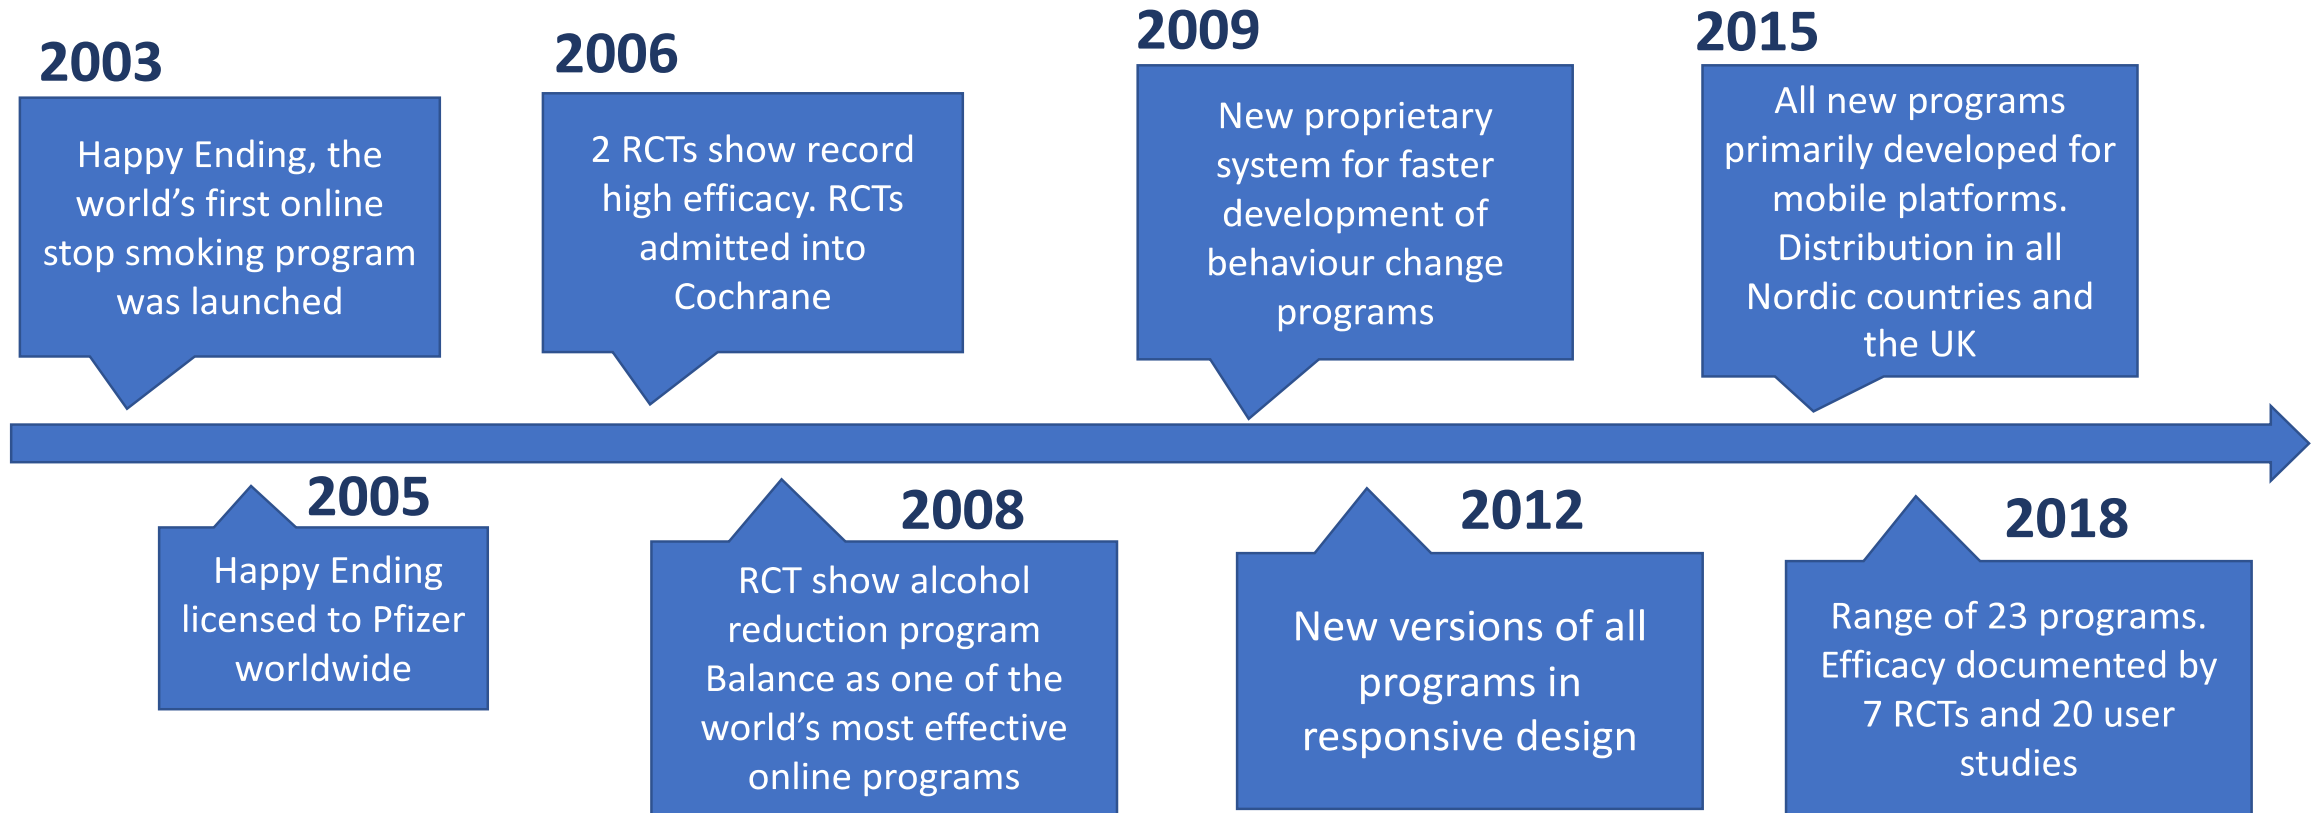 2003
Happy Ending, the
world’s first online
stop smoking program
was launched
2005
Happy Ending
licensed to Pfizer
worldwide
2006
2 RCTs show record
high efficacy. RCTs
admitted into
Cochrane
2008
RCT show alcohol
reduction program
Balance as one of the
world’s most effective
online programs
2009
New proprietary
system for faster
development of
behaviour change
programs
2012
New versions of all
programs in
responsive design
2015
All new programs
primarily developed for
mobile platforms.
Distribution in all
Nordic countries and
the UK
2018
Range of 23 programs.
Efficacy documented by
7 RCTs and 20 user
studies